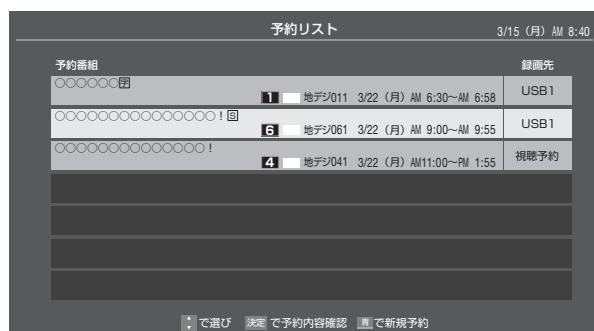 予約リスト
3/15（月）AM 8:40
予約番組 録画先
○○○○○○字
1 地デジ011 3/22（月）AM 6:30～AM 6:58 USB1
○○○○○○○○○○○○○○○！S
6 地デジ061 3/22（月）AM 9:00～AM 9:55 USB1
○○○○○○○○○○○○○○！
4 地デジ041 3/22（月）AM11:00～PM 1:55 視聴予約
で選び 決定 で予約内容確認 青 で新規予約